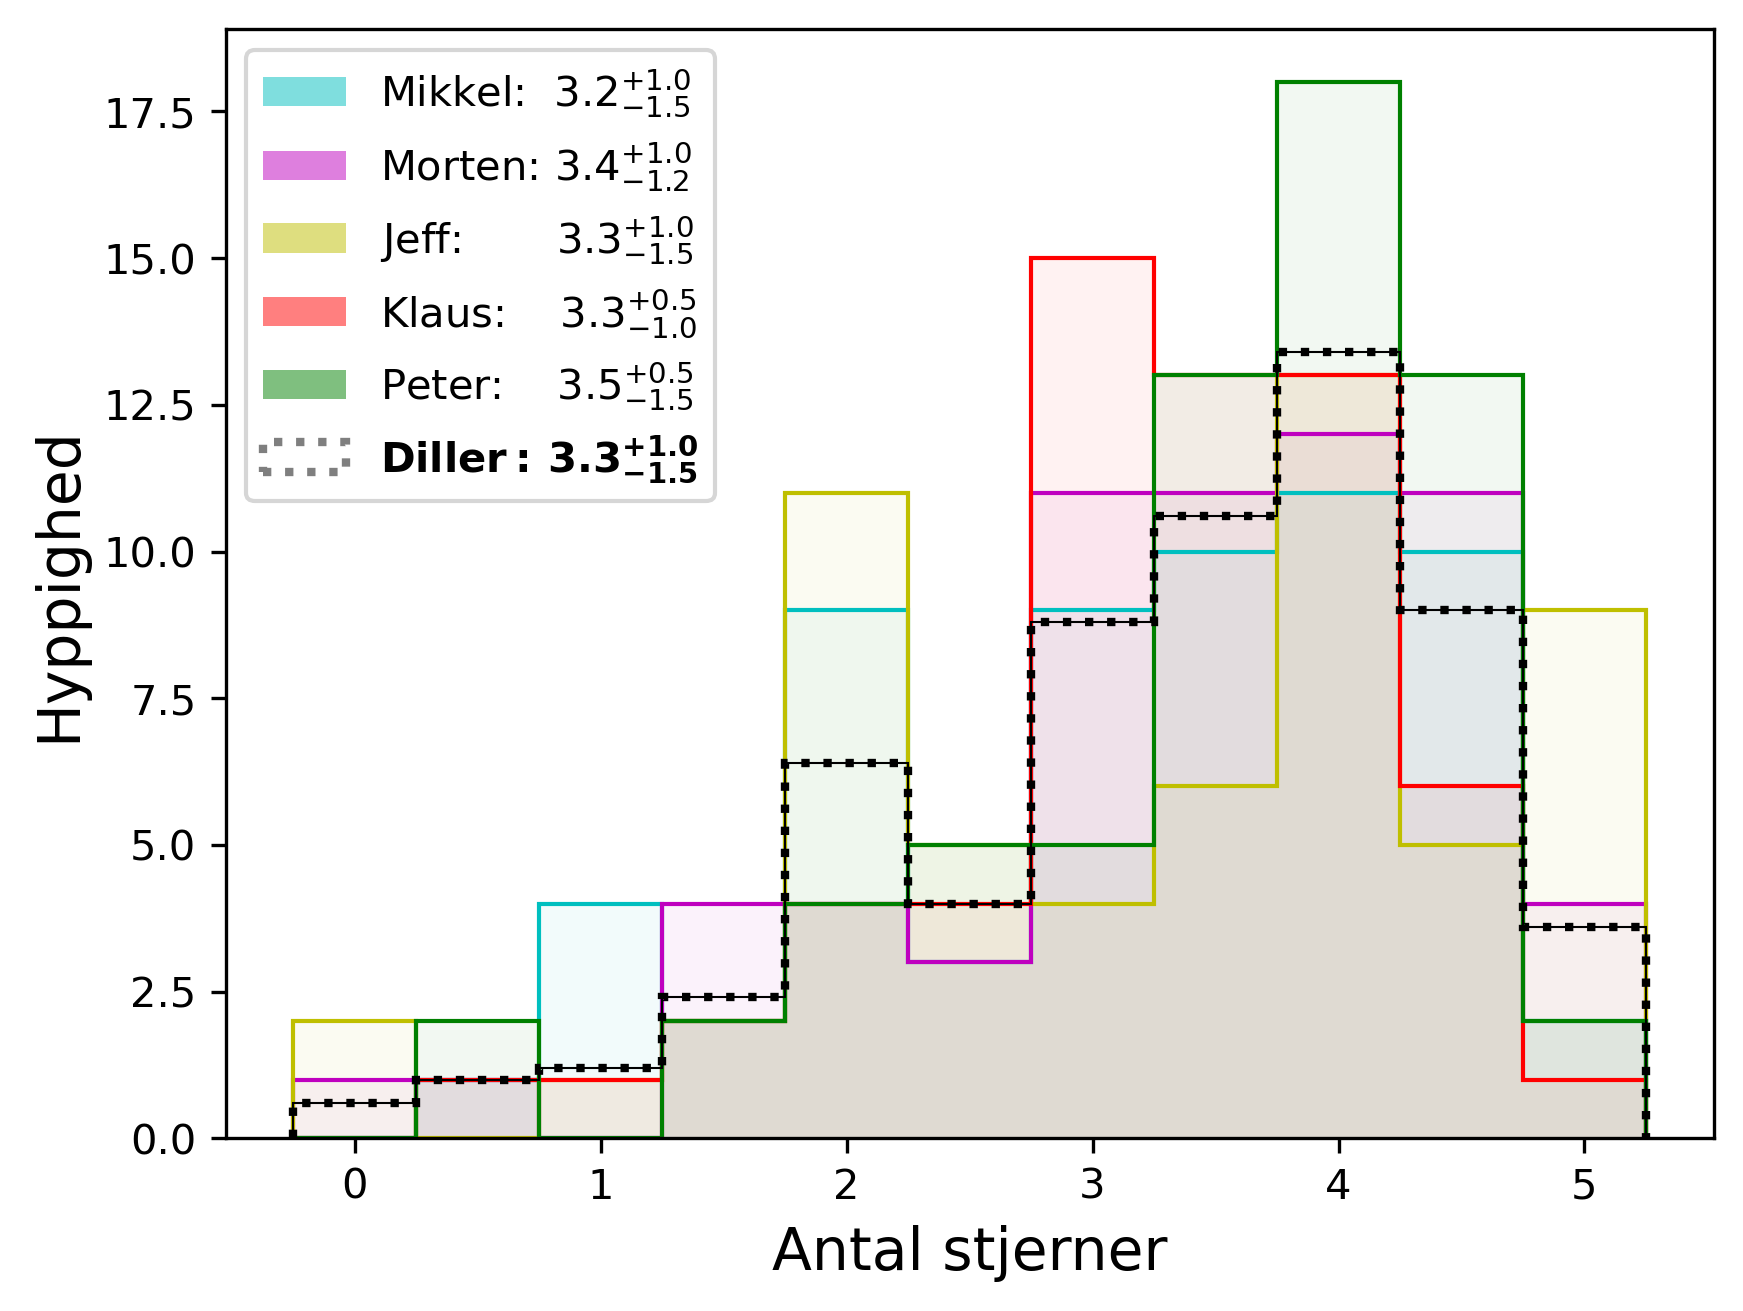 Mikkel: 3.2 +1.0 −1.5
Morten: 3.4 +1.0 −1.2
Jeff: 3.3 +1.0 −1.5
Klaus: 3.3 +0.5 −1.0
Peter: 3.5 +0.5 −1.5
Diller: 3.3 +1.0 −1.5
17.5
15.0
12.5
10.0
7.5
5.0
2.5
0.0
Hyppighed
0 1 2 3 4 5
Antal stjerner